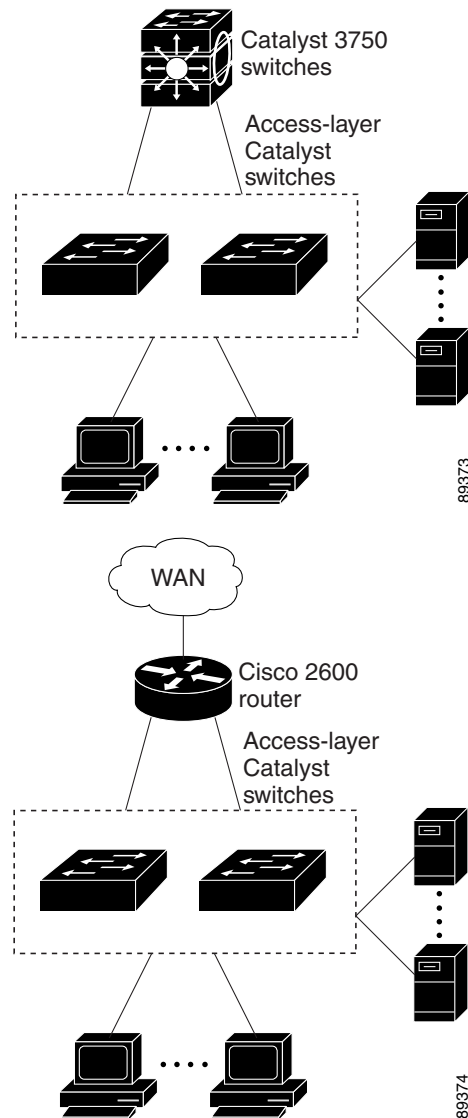 Catalyst 3750
switches
Access-layer
Catalyst
switches
89373
WAN
Cisco 2600
router
Access-layer
Catalyst
switches
89374